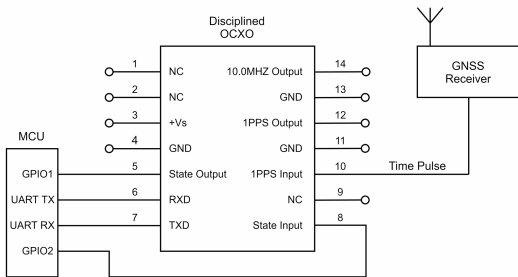 Disciplined
OCXO
GNSS
Receiver
MCU
1 NC 10.0MHZ Output 14
2 NC GND 13
3 +Vs 1PPS Output 12
4 GND GND 11
GPIO1 5 State Output 1PPS Input 10 Time Pulse
UART TX 6 RXD NC 9
UART RX 7 TXD State Input 8
GPIO2